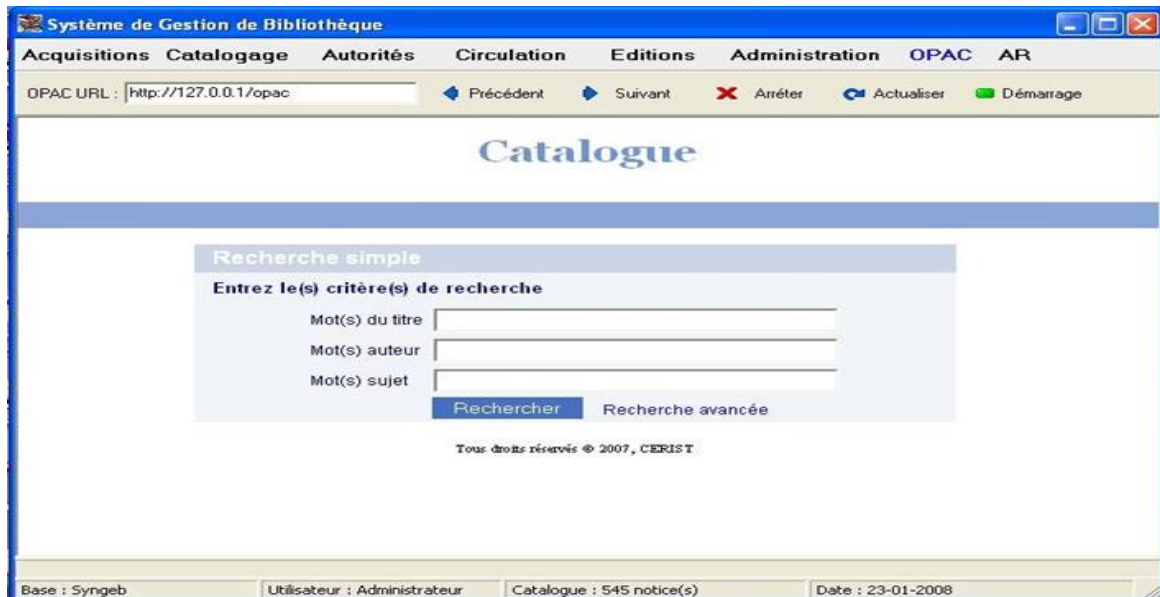 Système de Gestion de Bibliothèque
Acquisitions Catalogage Autorités Circulation Editions Administration OPAC AR
OPAC URL : http://127.0.0.1/opac Précédent Suivant Arréter Actualiser Démarrage
Catalogue
Recherche simple
Entrez le(s) critère(s) de recherche
Mot(s) du titre
Mot(s) auteur
Mot(s) sujet
Rechercher Recherche avancée
Tous droits réservés © 2007, CERIST
Base : Syngeb Utilisateur : Administrateur Catalogue : 545 notice(s) Date : 23-01-2008